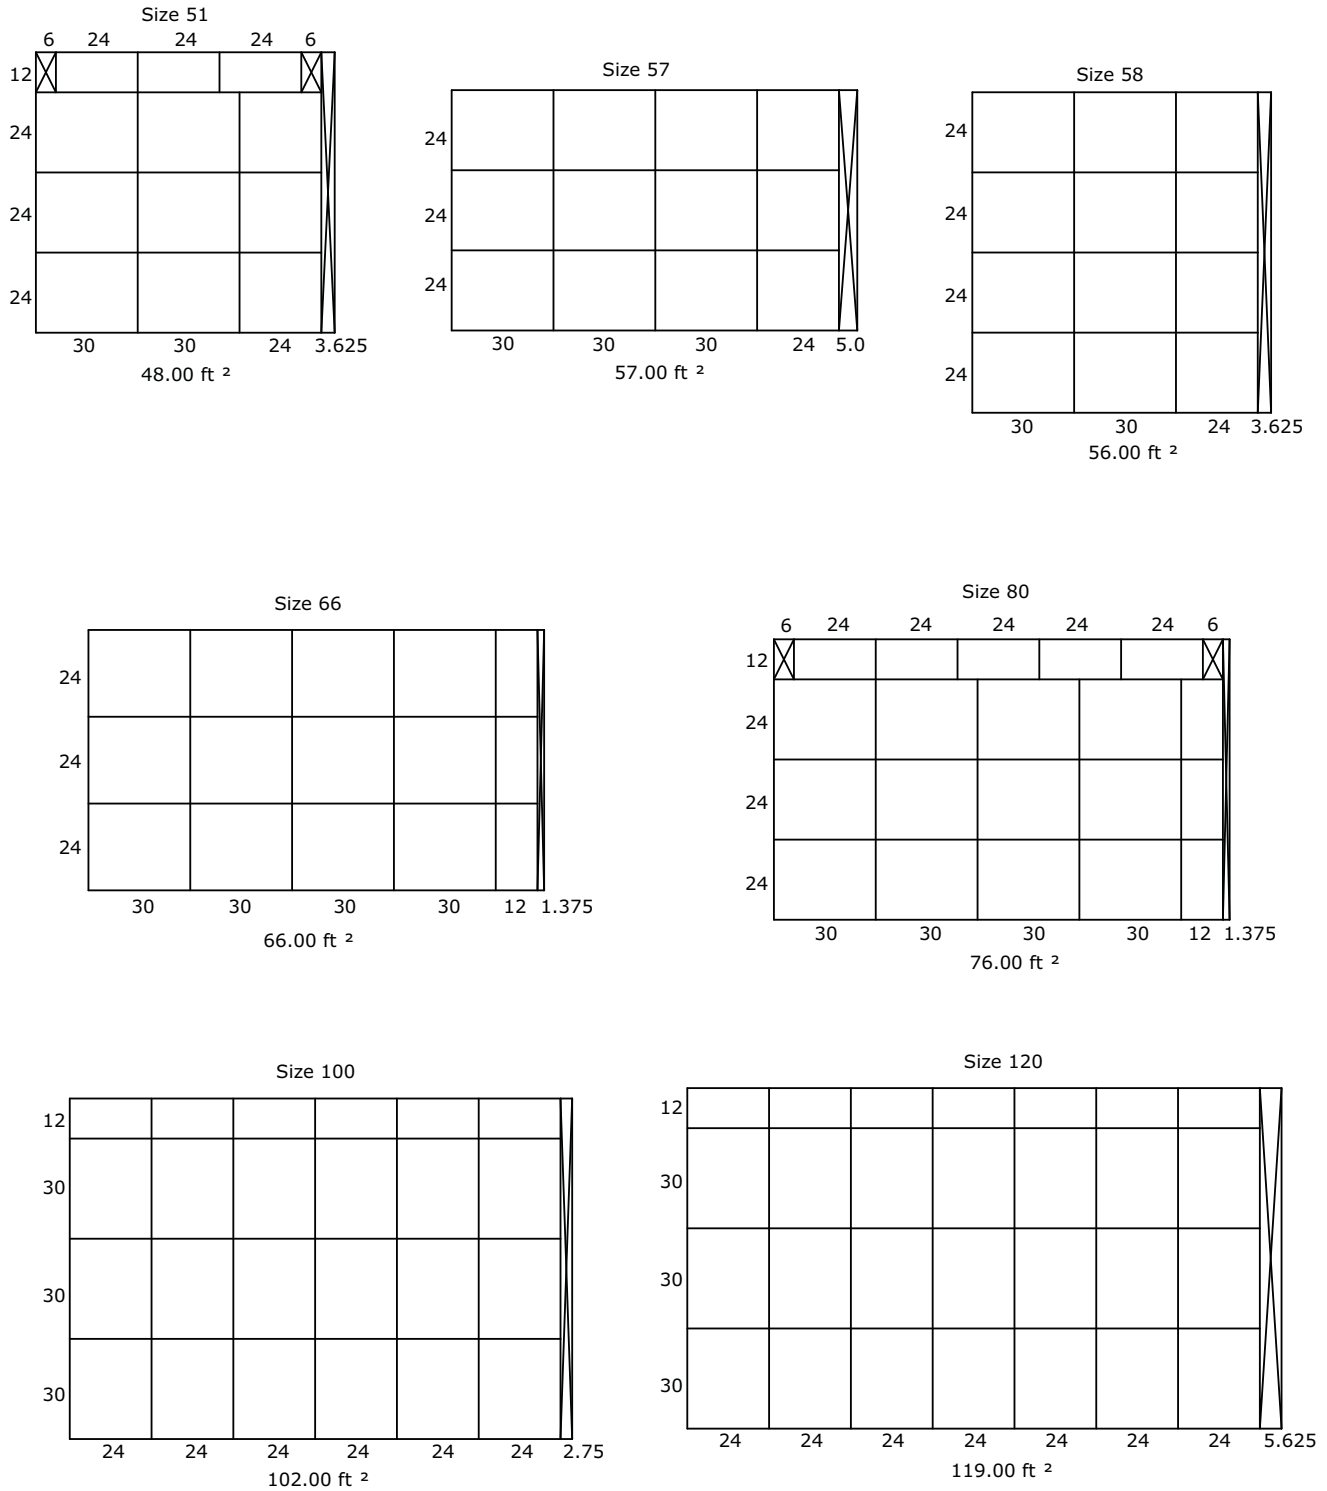 Size 51
6 24 24 24 6
12
24
24
24
30 30 24 3.625
48.00 ft ²
Size 57
24
24
24
30 30 30 24 5.0
57.00 ft ²
Size 58
24
24
24
24
30 30 24 3.625
56.00 ft ²
Size 66
24
24
24
30 30 30 30 12 1.375
66.00 ft ²
Size 80
6 24 24 24 24 24 6
12
24
24
24
30 30 30 30 12 1.375
76.00 ft ²
Size 100
12
30
30
30
24 24 24 24 24 24 2.75
102.00 ft ²
Size 120
12
30
30
30
24 24 24 24 24 24 24 5.625
119.00 ft ²